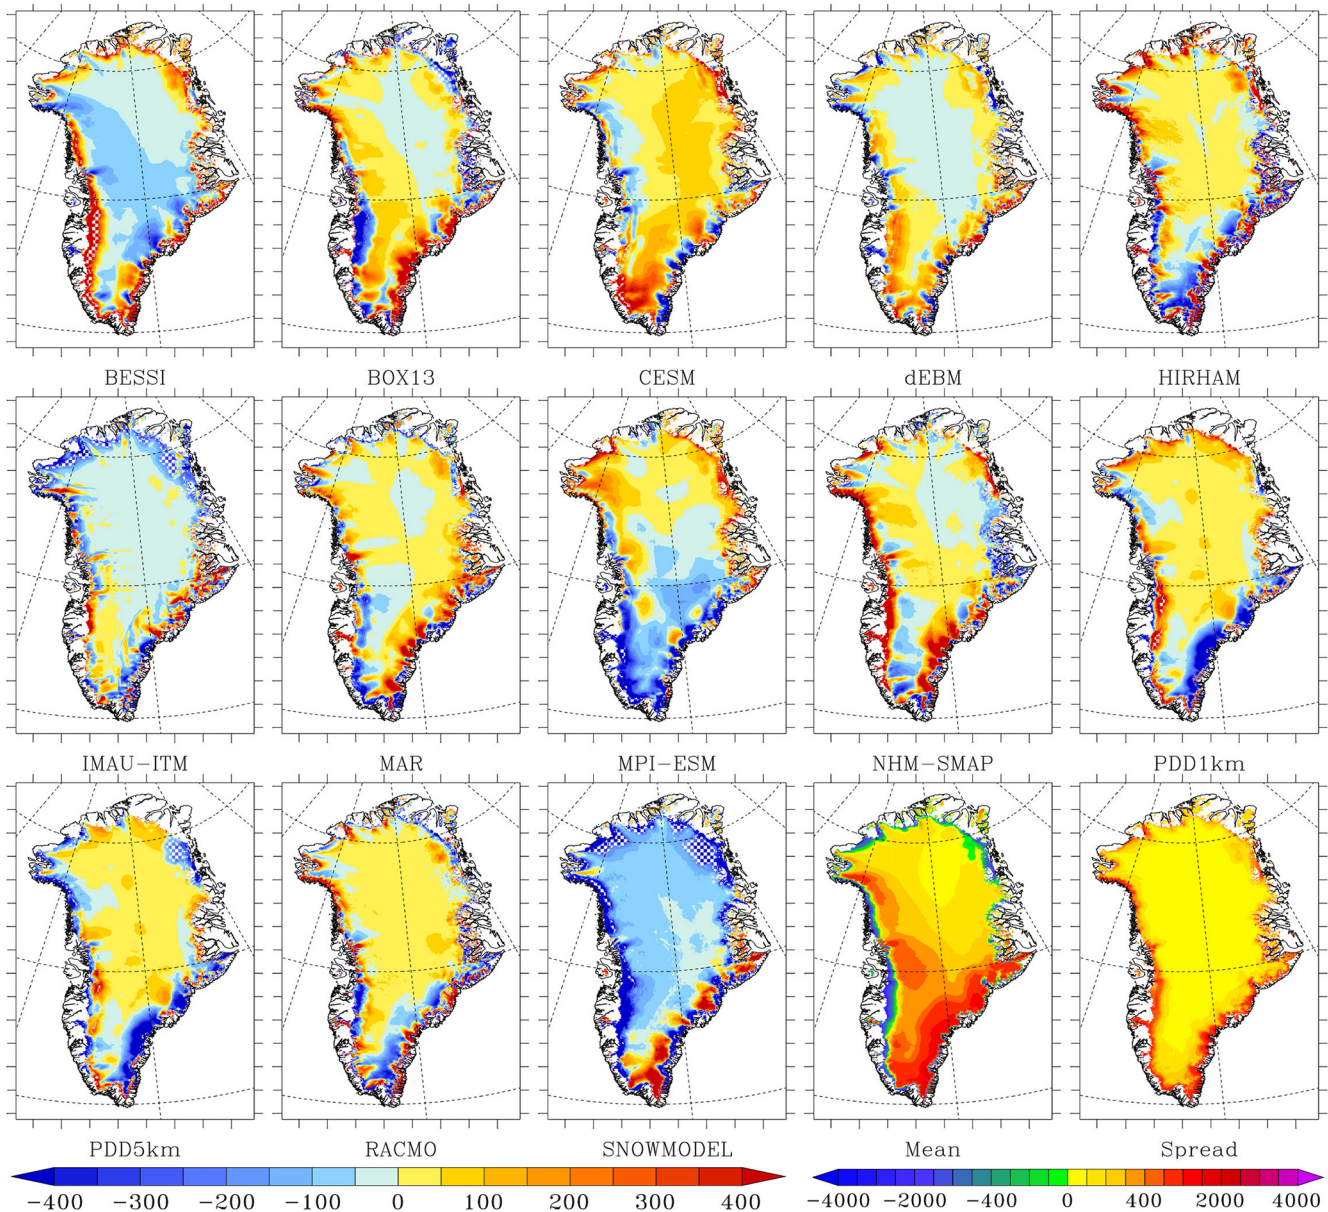 BESSI BOX13 CESM dEBM HIRHAM
IMAU-ITM MAR MPI-ESM NHM-SMAP PDD1km
PDD5km RACMO SNOWMODEL Mean Spread
-400 -300 -200 -100 0 100 200 300 400 -4000 -2000 -400 0 400 2000 4000